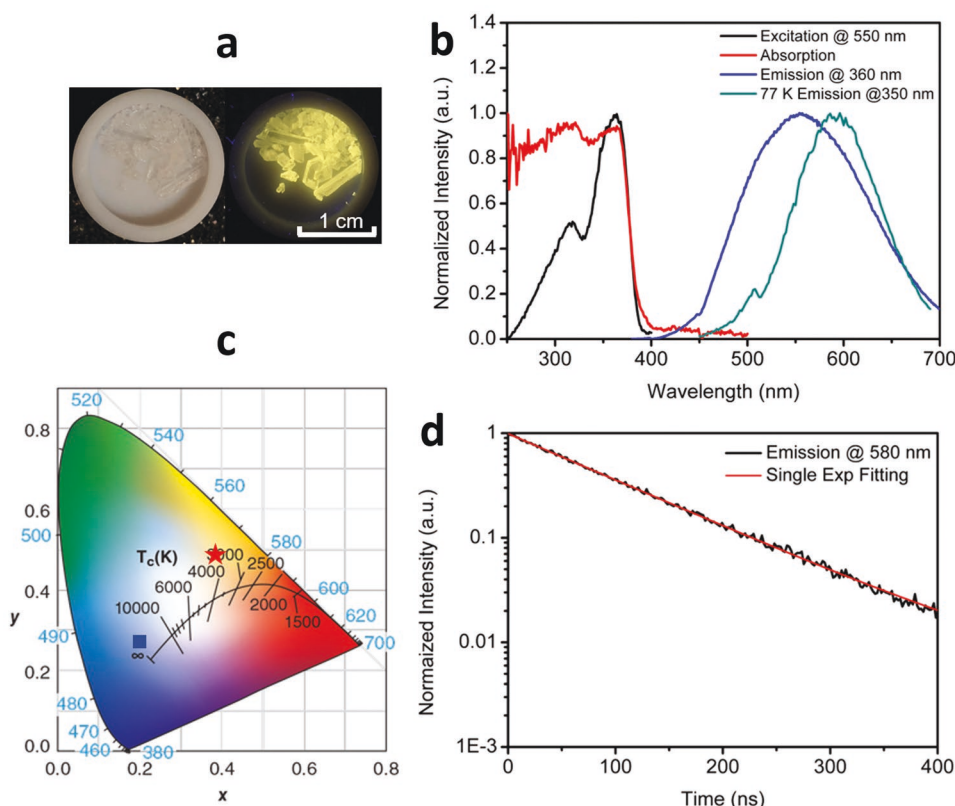 a
1 cm
b
Excitation @ 550 nm
Absorption
Emission @ 360 nm
77 K Emission @350 nm
Normalized Intensity (a.u.)
1.4
1.2
1.0
0.8
0.6
0.4
0.2
0.0
300 400 500 600 700
Wavelength (nm)
c
520
540
560
580
600
620
700
500
490
480
470
460
380
T_c(K)
10000
6000
4000
2500
2000
1500
∞
y
0.8
0.6
0.4
0.2
0.0
0.0 0.2 0.4 0.6 0.8
x
d
Emission @ 580 nm
Single Exp Fitting
Normaized Intensity (a.u.)
1
0.1
0.01
1E-3
0 100 200 300 400
Time (ns)